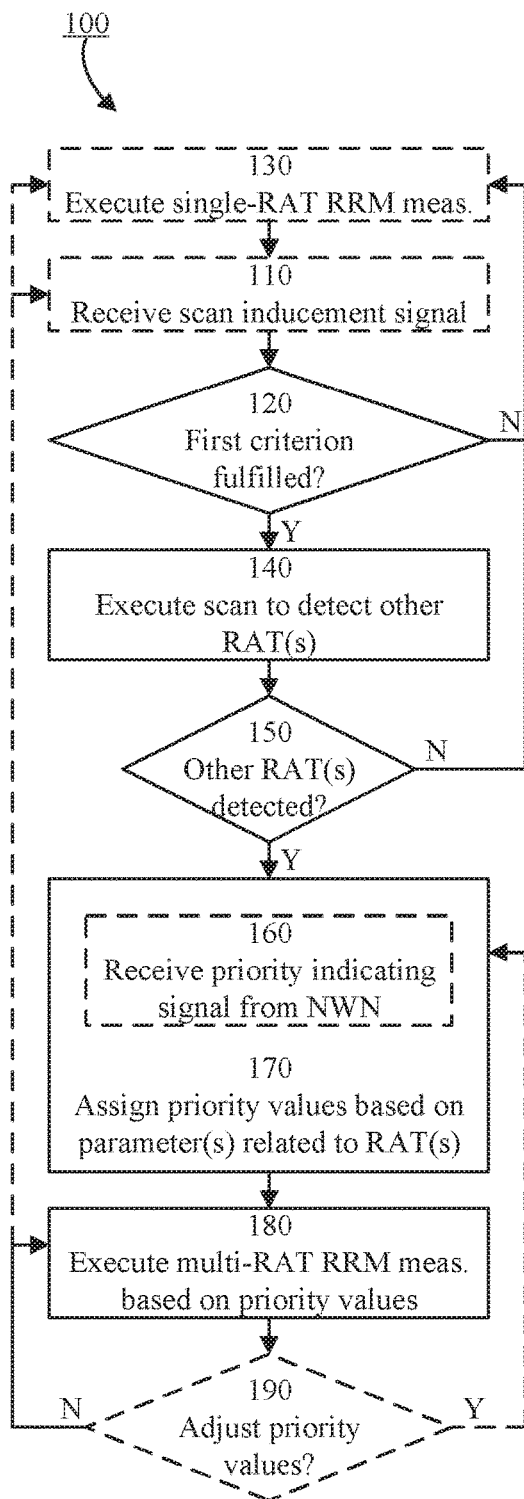 100
130
Execute single-RAT RRM meas.
110
Receive scan inducement signal
120
First criterion
fulfilled?
N
Y
140
Execute scan to detect other
RAT(s)
150
Other RAT(s)
detected?
N
Y
160
Receive priority indicating
signal from NWN
170
Assign priority values based on
parameter(s) related to RAT(s)
180
Execute multi-RAT RRM meas.
based on priority values
N
190
Adjust priority
values?
Y